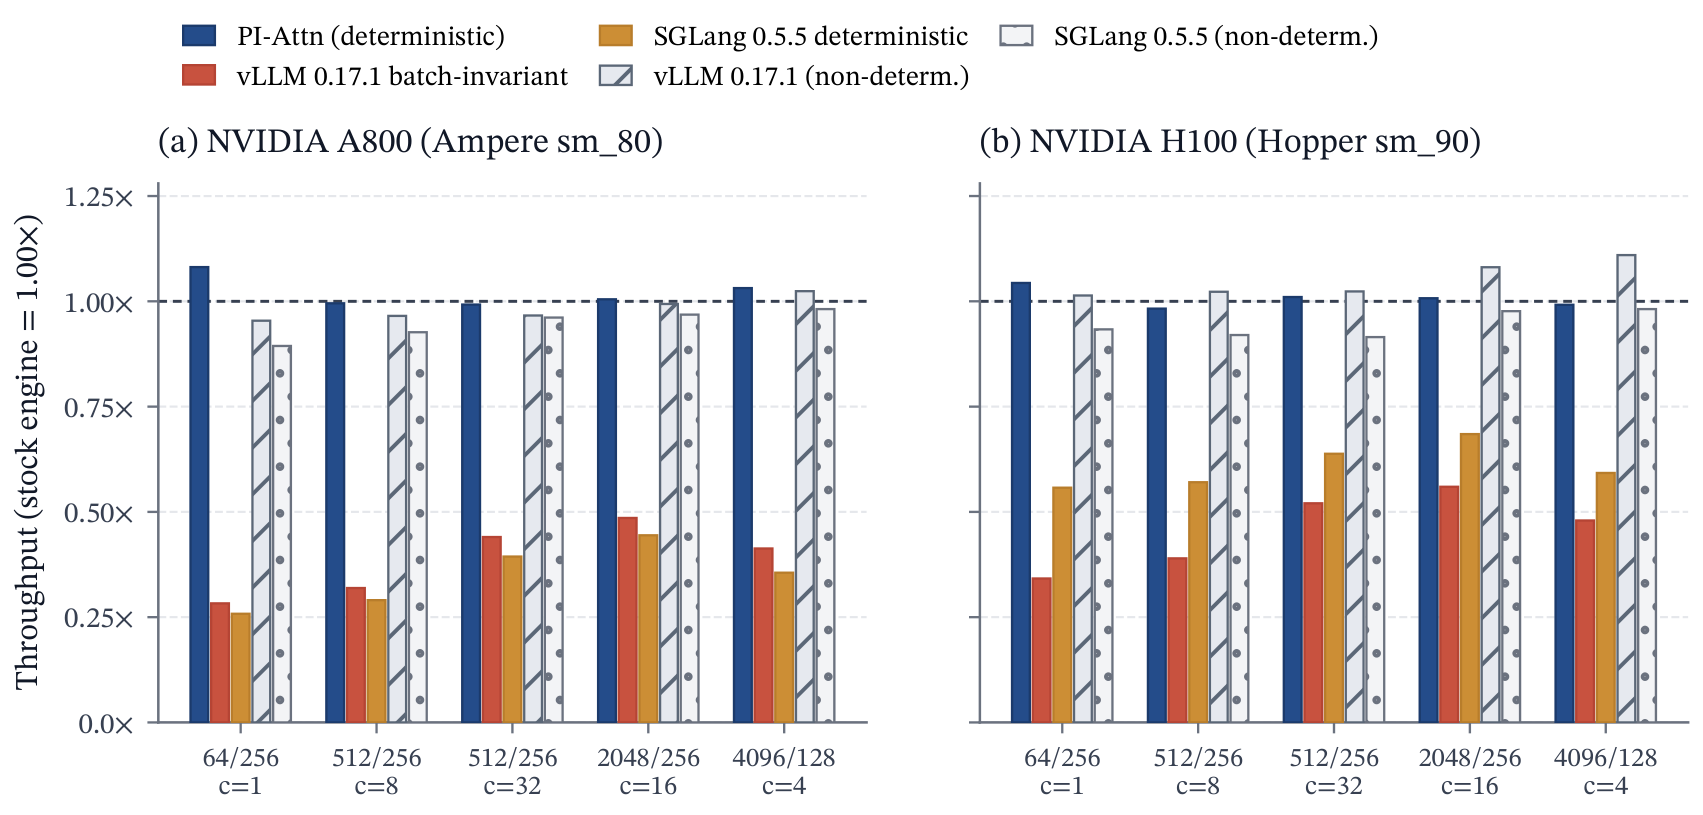 PI-Attn (deterministic)
vLLM 0.17.1 batch-invariant
SGLang 0.5.5 deterministic
vLLM 0.17.1 (non-determ.)
SGLang 0.5.5 (non-determ.)
(a) NVIDIA A800 (Ampere sm_80)
Throughput (stock engine = 1.00×)
1.25×
1.00×
0.75×
0.50×
0.25×
0.0×
64/256
c=1
512/256
c=8
512/256
c=32
2048/256
c=16
4096/128
c=4
(b) NVIDIA H100 (Hopper sm_90)
64/256
c=1
512/256
c=8
512/256
c=32
2048/256
c=16
4096/128
c=4